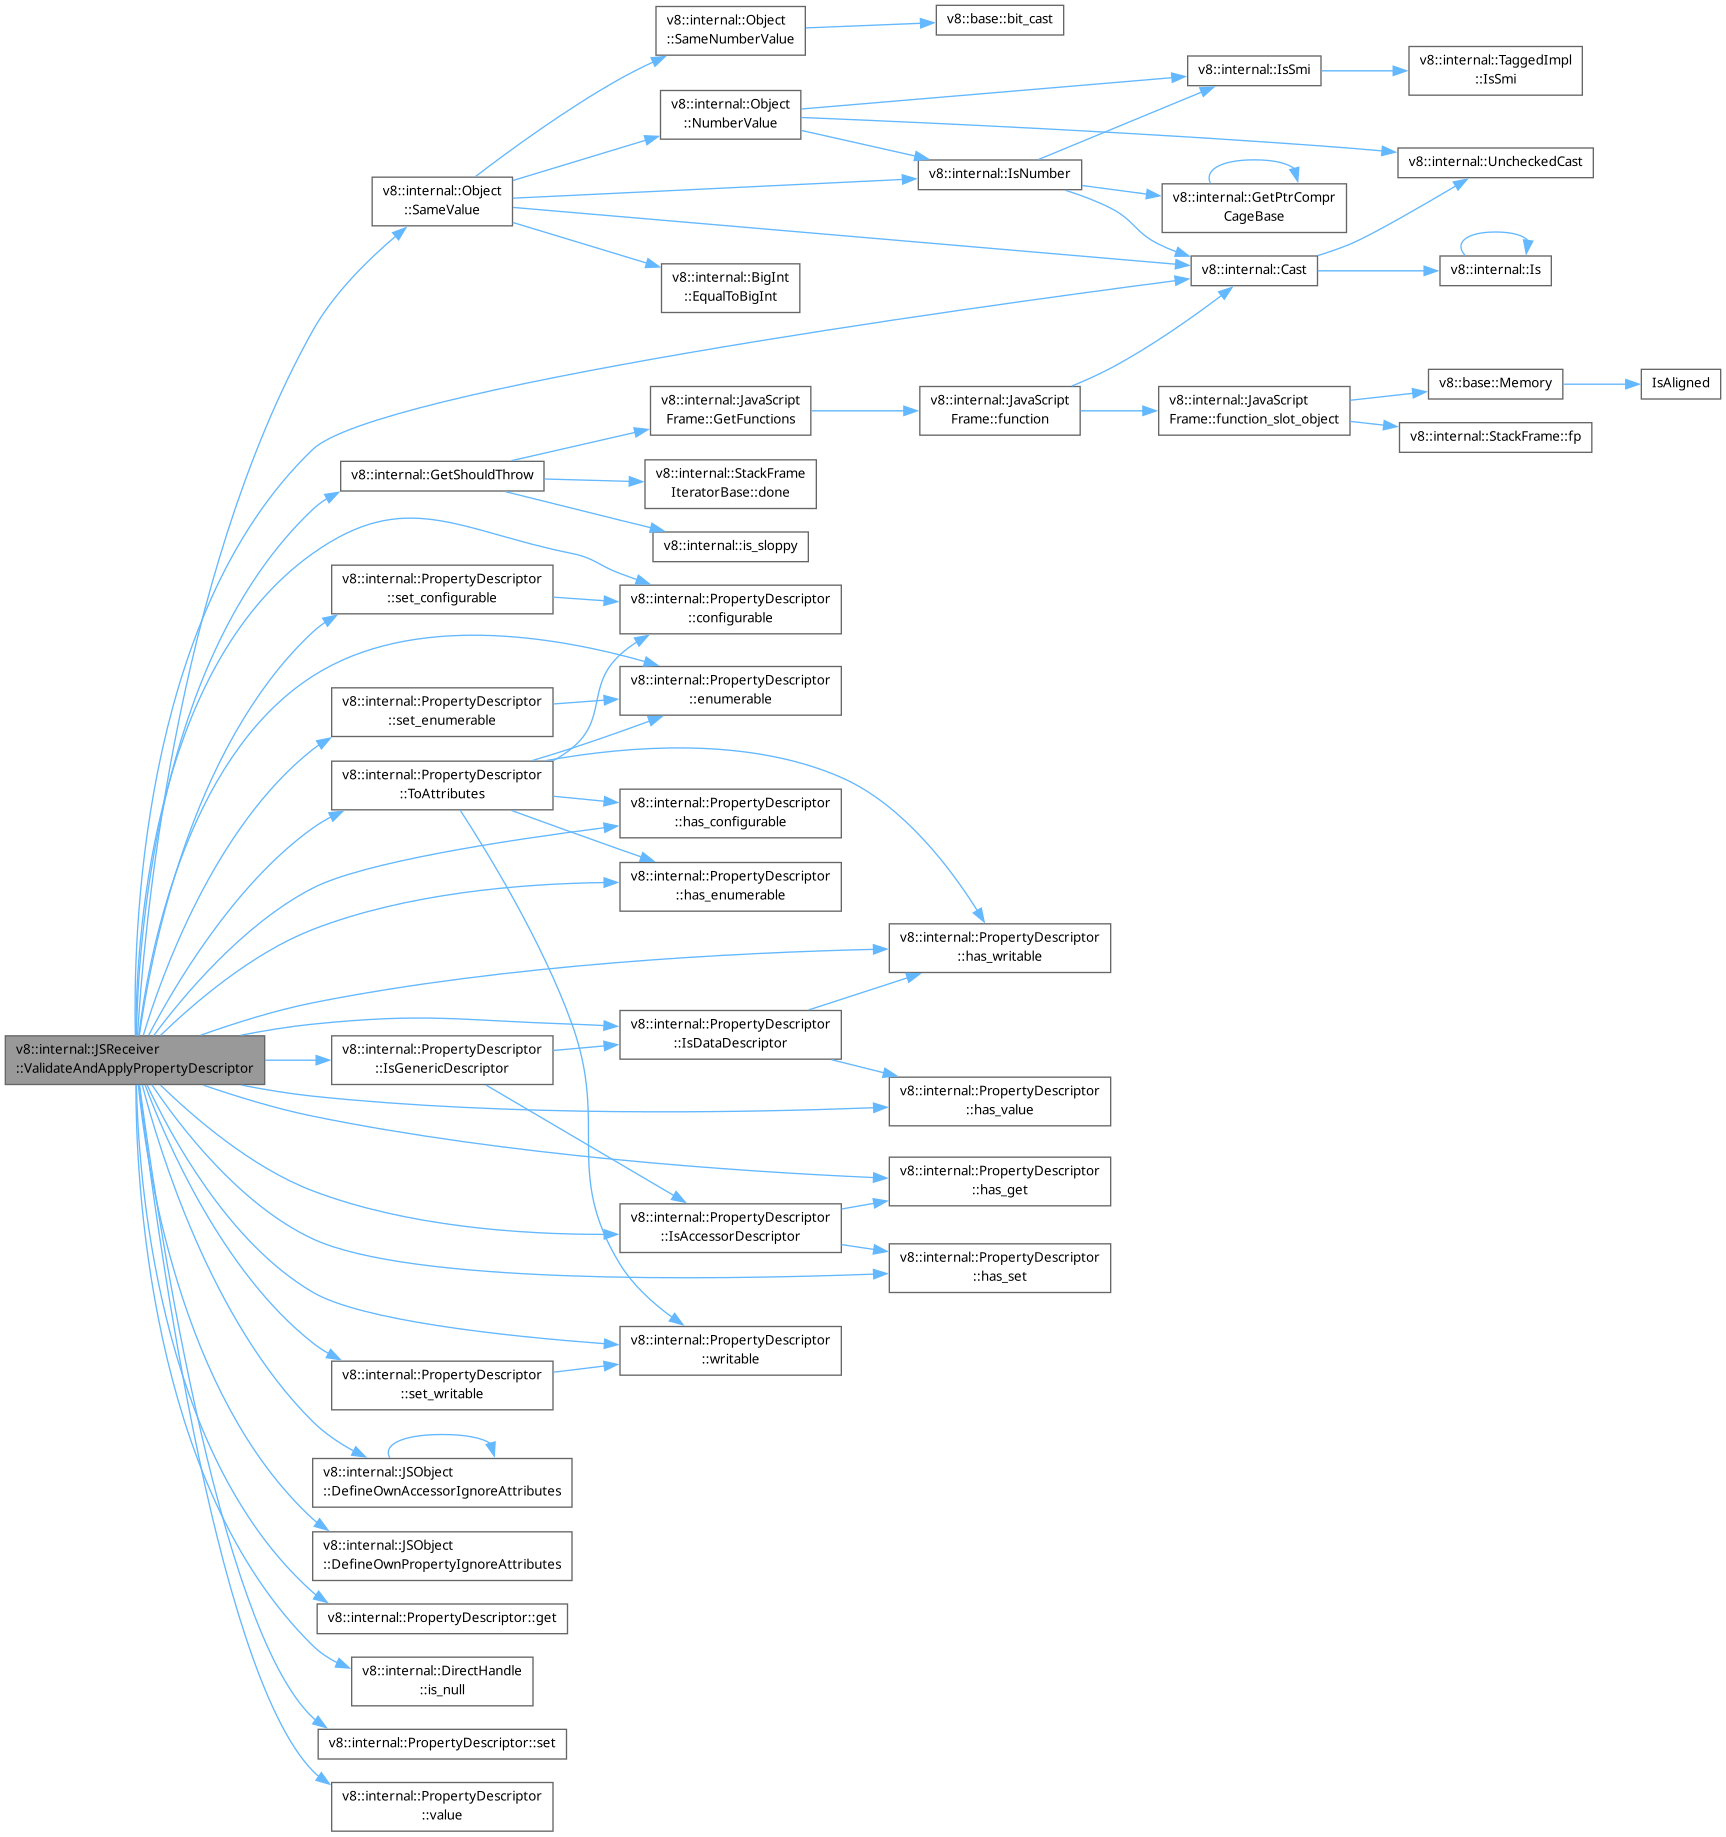 v8::internal::Object
::SameNumberValue
v8::base::bit_cast
v8::internal::IsSmi
v8::internal::TaggedImpl
::IsSmi
v8::internal::Object
::NumberValue
v8::internal::UncheckedCast
v8::internal::IsNumber
v8::internal::Object
::SameValue
v8::internal::GetPtrCompr
CageBase
v8::internal::Cast
v8::internal::Is
v8::internal::BigInt
::EqualToBigInt
v8::internal::JavaScript
Frame::GetFunctions
v8::internal::JavaScript
Frame::function
v8::internal::JavaScript
Frame::function_slot_object
v8::base::Memory
IsAligned
v8::internal::StackFrame::fp
v8::internal::GetShouldThrow
v8::internal::StackFrame
IteratorBase::done
v8::internal::is_sloppy
v8::internal::PropertyDescriptor
::set_configurable
v8::internal::PropertyDescriptor
::configurable
v8::internal::PropertyDescriptor
::enumerable
v8::internal::PropertyDescriptor
::set_enumerable
v8::internal::PropertyDescriptor
::ToAttributes
v8::internal::PropertyDescriptor
::has_configurable
v8::internal::PropertyDescriptor
::has_enumerable
v8::internal::PropertyDescriptor
::has_writable
v8::internal::JSReceiver
::ValidateAndApplyPropertyDescriptor
v8::internal::PropertyDescriptor
::IsGenericDescriptor
v8::internal::PropertyDescriptor
::IsDataDescriptor
v8::internal::PropertyDescriptor
::has_value
v8::internal::PropertyDescriptor
::has_get
v8::internal::PropertyDescriptor
::IsAccessorDescriptor
v8::internal::PropertyDescriptor
::has_set
v8::internal::PropertyDescriptor
::writable
v8::internal::PropertyDescriptor
::set_writable
v8::internal::JSObject
::DefineOwnAccessorIgnoreAttributes
v8::internal::JSObject
::DefineOwnPropertyIgnoreAttributes
v8::internal::PropertyDescriptor::get
v8::internal::DirectHandle
::is_null
v8::internal::PropertyDescriptor::set
v8::internal::PropertyDescriptor
::value